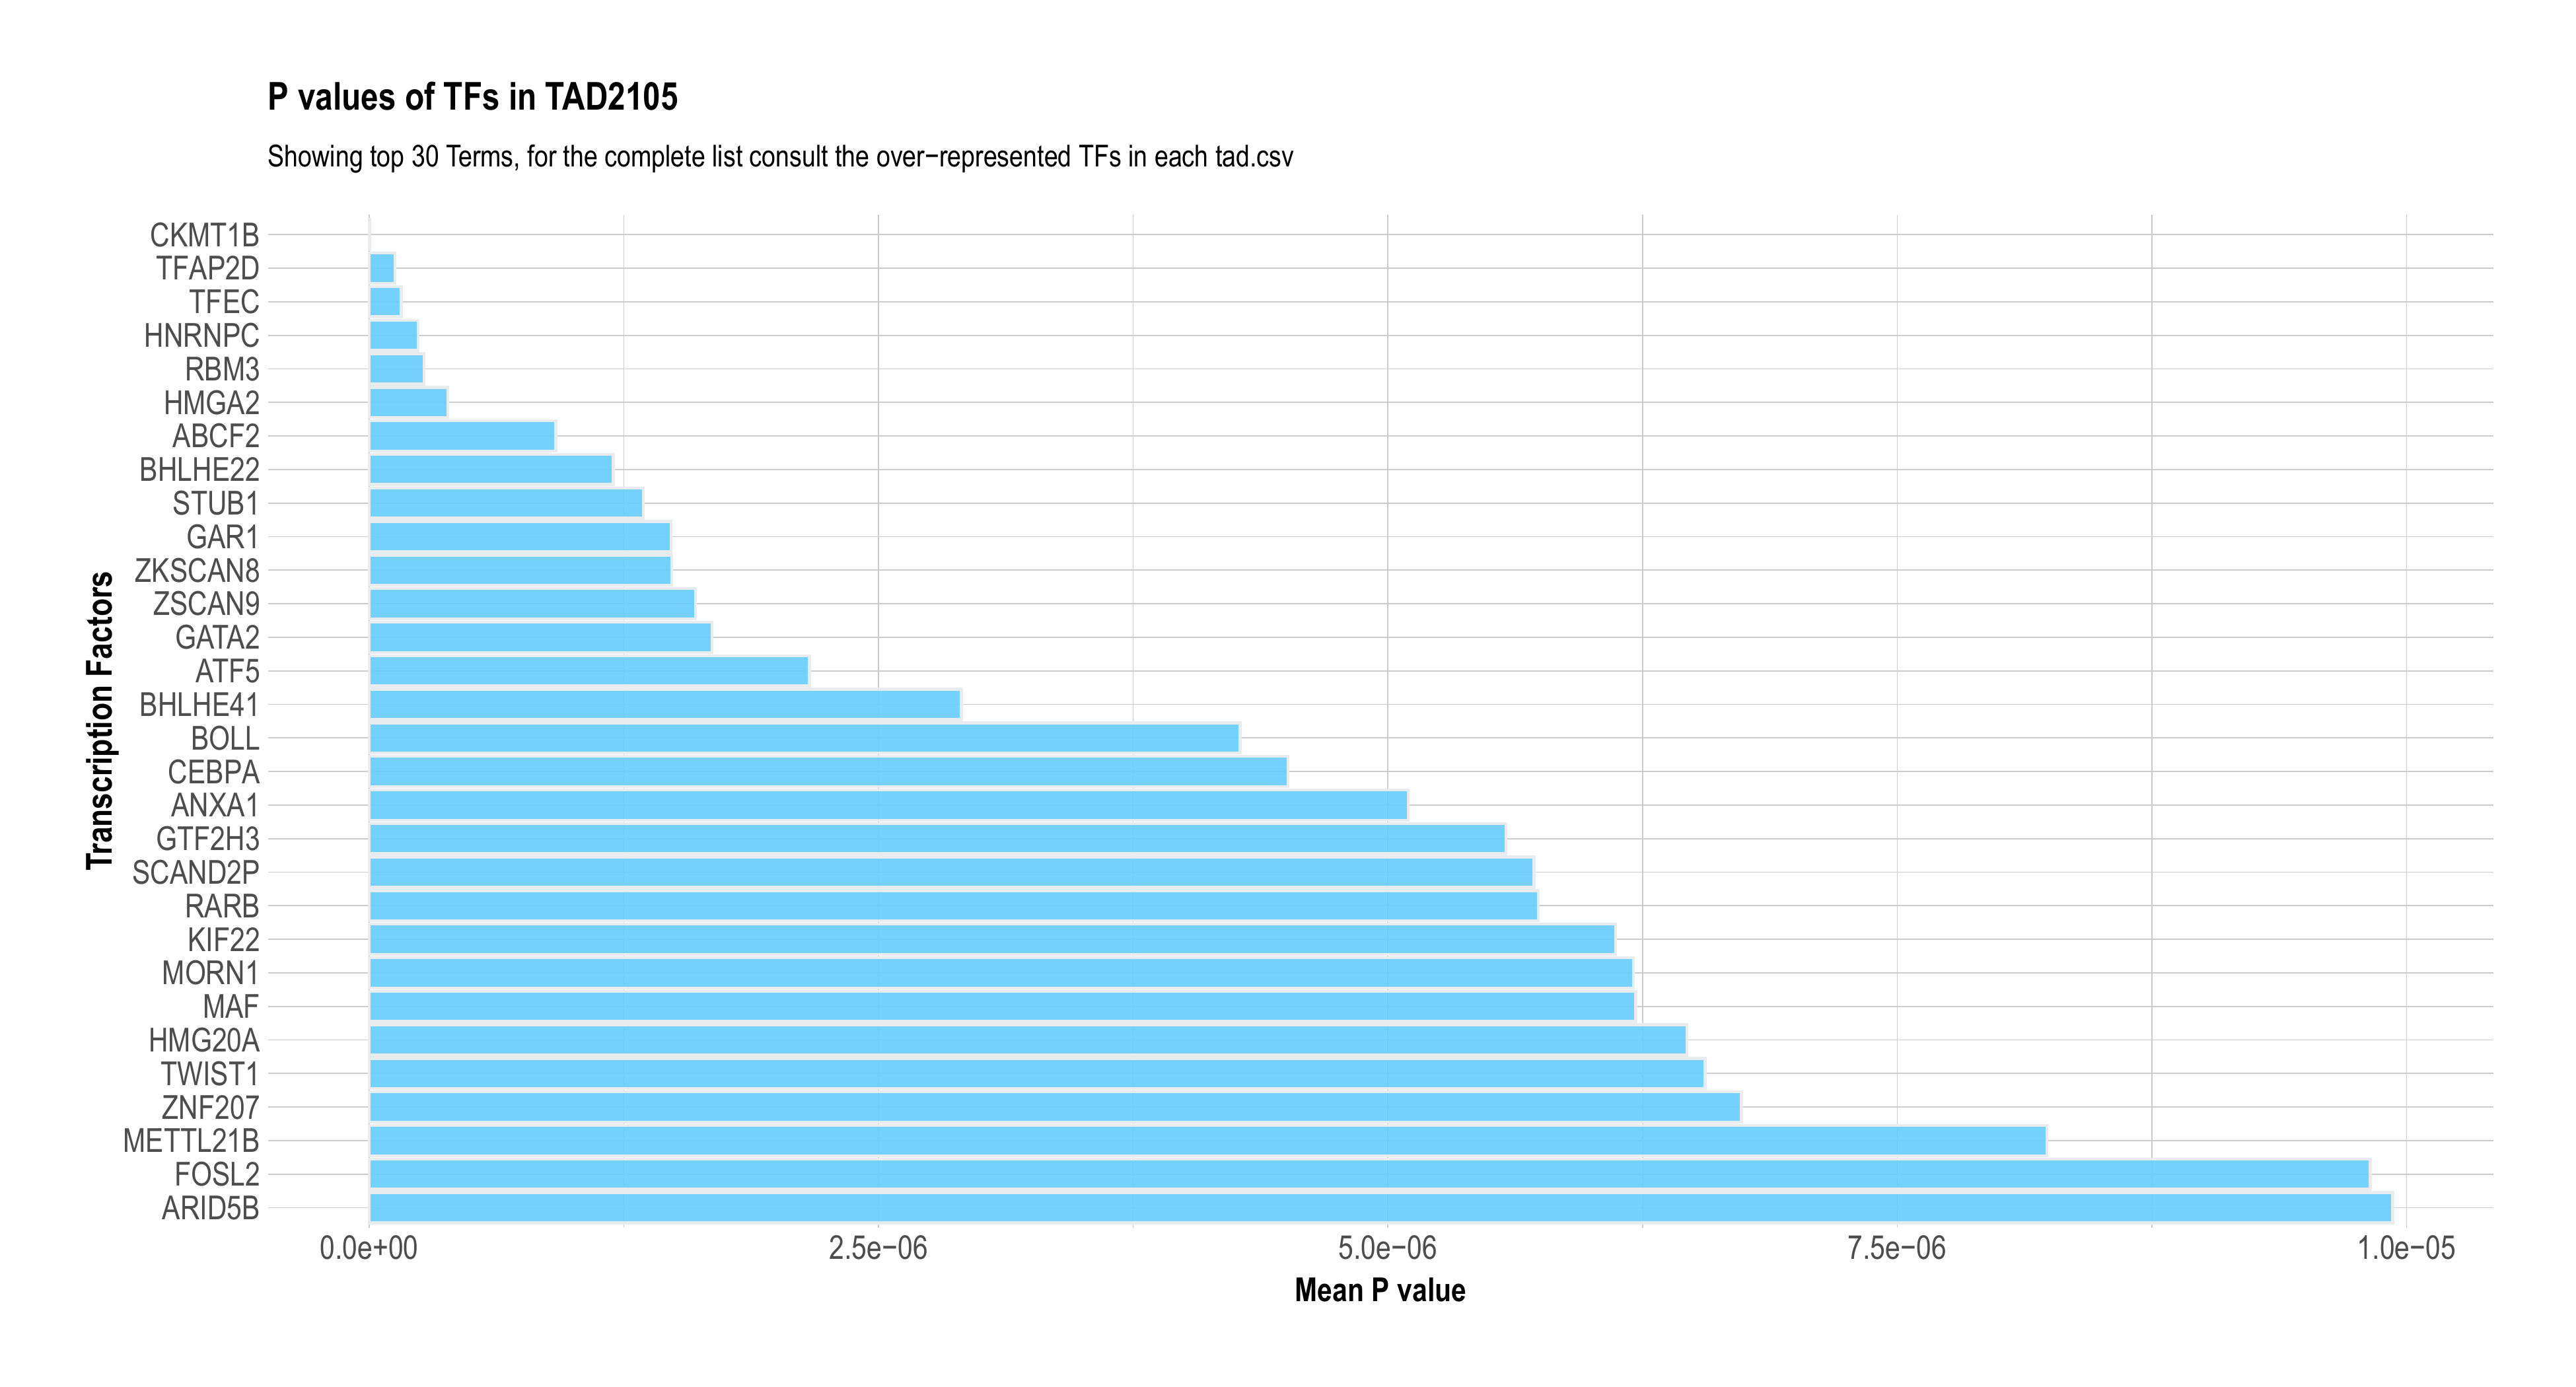 P values of TFs in TAD2105
Showing top 30 Terms, for the complete list consult the over−represented TFs in each tad.csv
Transcription Factors
CKMT1B
TFAP2D
TFEC
HNRNPC
RBM3
HMGA2
ABCF2
BHLHE22
STUB1
GAR1
ZKSCAN8
ZSCAN9
GATA2
ATF5
BHLHE41
BOLL
CEBPA
ANXA1
GTF2H3
SCAND2P
RARB
KIF22
MORN1
MAF
HMG20A
TWIST1
ZNF207
METTL21B
FOSL2
ARID5B
0.0e+00 2.5e−06 5.0e−06 7.5e−06 1.0e−05
Mean P value